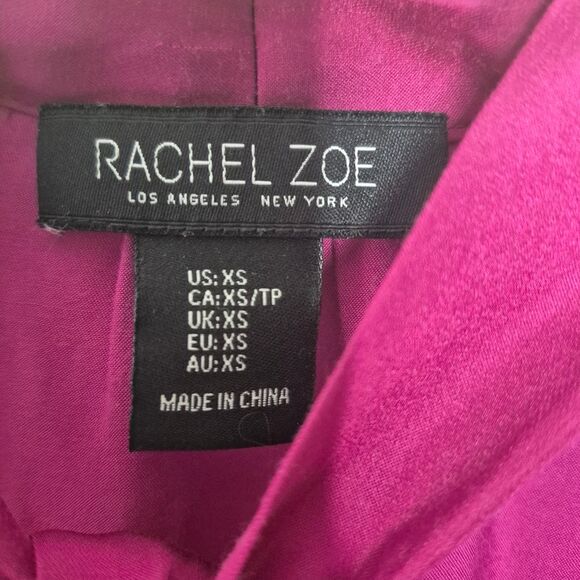 RACHEL ZOE
LOS ANGELES NEW YORK
US:XS
CA:XS/TP
UK:XS
EU:XS
AU:XS
MADE IN CHINA